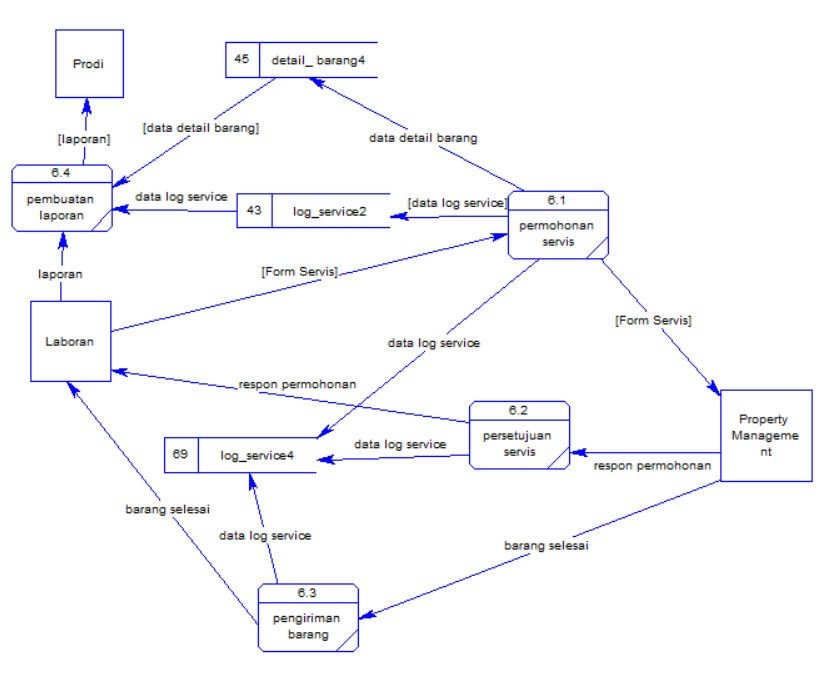 Prodi
45
detail_ barang4
[data detail barang]
data detail barang
[laporan]
6.4
pembuatan
laporan
data log service
43
log_service2
[data log service]
6.1
permohonan
servis
laporan
[Form Servis]
Laboran
[Form Servis]
data log service
respon permohonan
6.2
persetujuan
servis
Property
Manageme
nt
69
log_service4
data log service
respon permohonan
barang selesai
data log service
barang selesai
6.3
pengiriman
barang